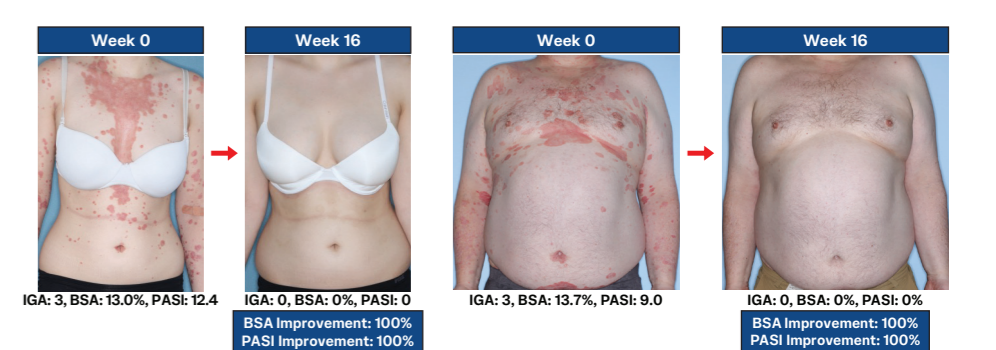 Week 0
Week 16
Week 0
Week 16
IGA: 3, BSA: 13.0%, PASI: 12.4
IGA: 0, BSA: 0%, PASI: 0
IGA: 3, BSA: 13.7%, PASI: 9.0
IGA: 0, BSA: 0%, PASI: 0%
BSA Improvement: 100%
PASI Improvement: 100%
BSA Improvement: 100%
PASI Improvement: 100%